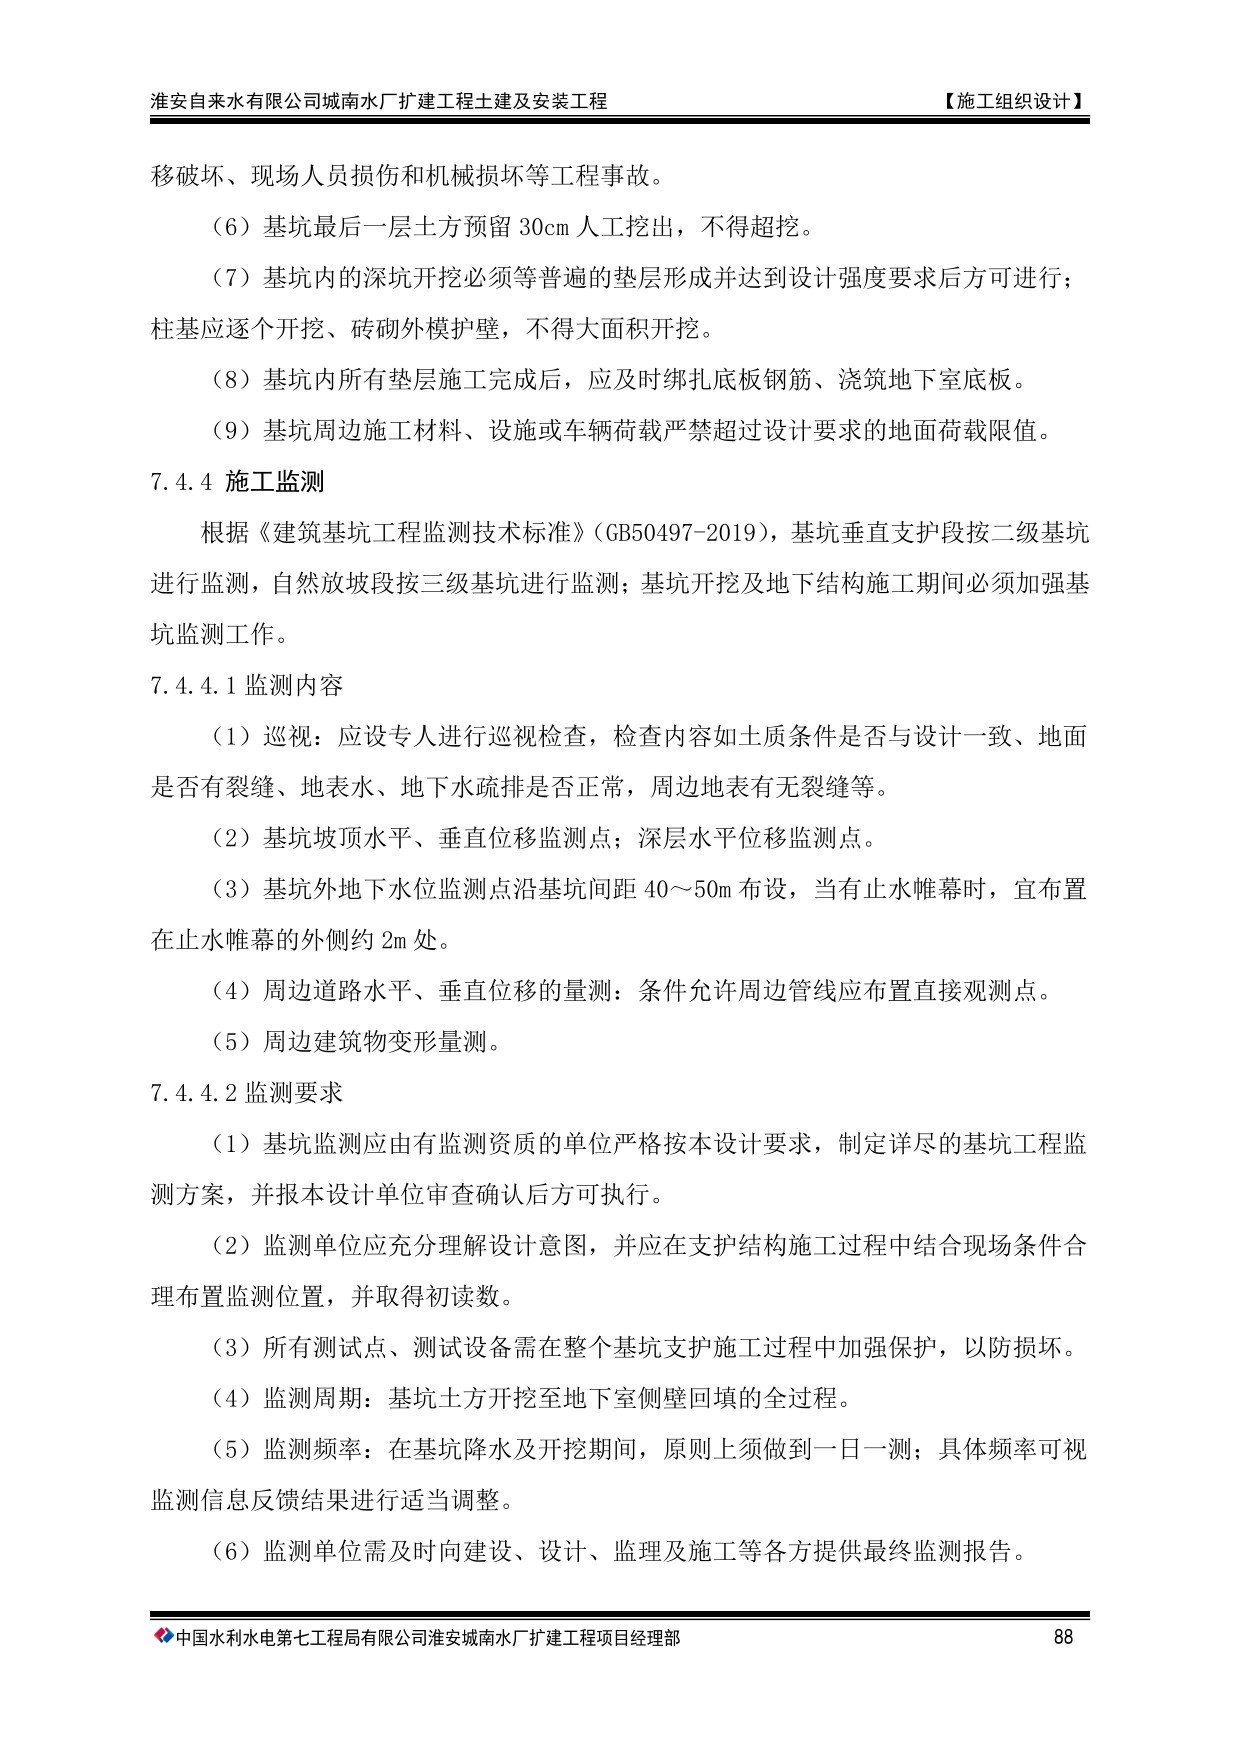 淮安自来水有限公司城南水厂扩建工程土建及安装工程 【施工组织设计】
移破坏、现场人员损伤和机械损坏等工程事故。
（6）基坑最后一层土方预留 30cm 人工挖出，不得超挖。
（7）基坑内的深坑开挖必须等普遍的垫层形成并达到设计强度要求后方可进行；
柱基应逐个开挖、砖砌外模护壁，不得大面积开挖。
（8）基坑内所有垫层施工完成后，应及时绑扎底板钢筋、浇筑地下室底板。
（9）基坑周边施工材料、设施或车辆荷载严禁超过设计要求的地面荷载限值。
7.4.4 施工监测
根据《建筑基坑工程监测技术标准》（GB50497-2019），基坑垂直支护段按二级基坑
进行监测，自然放坡段按三级基坑进行监测；基坑开挖及地下结构施工期间必须加强基
坑监测工作。
7.4.4.1 监测内容
（1）巡视：应设专人进行巡视检查，检查内容如土质条件是否与设计一致、地面
是否有裂缝、地表水、地下水疏排是否正常，周边地表有无裂缝等。
（2）基坑坡顶水平、垂直位移监测点；深层水平位移监测点。
（3）基坑外地下水位监测点沿基坑间距 40～50m 布设，当有止水帷幕时，宜布置
在止水帷幕的外侧约 2m 处。
（4）周边道路水平、垂直位移的量测：条件允许周边管线应布置直接观测点。
（5）周边建筑物变形量测。
7.4.4.2 监测要求
（1）基坑监测应由有监测资质的单位严格按本设计要求，制定详尽的基坑工程监
测方案，并报本设计单位审查确认后方可执行。
（2）监测单位应充分理解设计意图，并应在支护结构施工过程中结合现场条件合
理布置监测位置，并取得初读数。
（3）所有测试点、测试设备需在整个基坑支护施工过程中加强保护，以防损坏。
（4）监测周期：基坑土方开挖至地下室侧壁回填的全过程。
（5）监测频率：在基坑降水及开挖期间，原则上须做到一日一测；具体频率可视
监测信息反馈结果进行适当调整。
（6）监测单位需及时向建设、设计、监理及施工等各方提供最终监测报告。
中国水利水电第七工程局有限公司淮安城南水厂扩建工程项目经理部 88